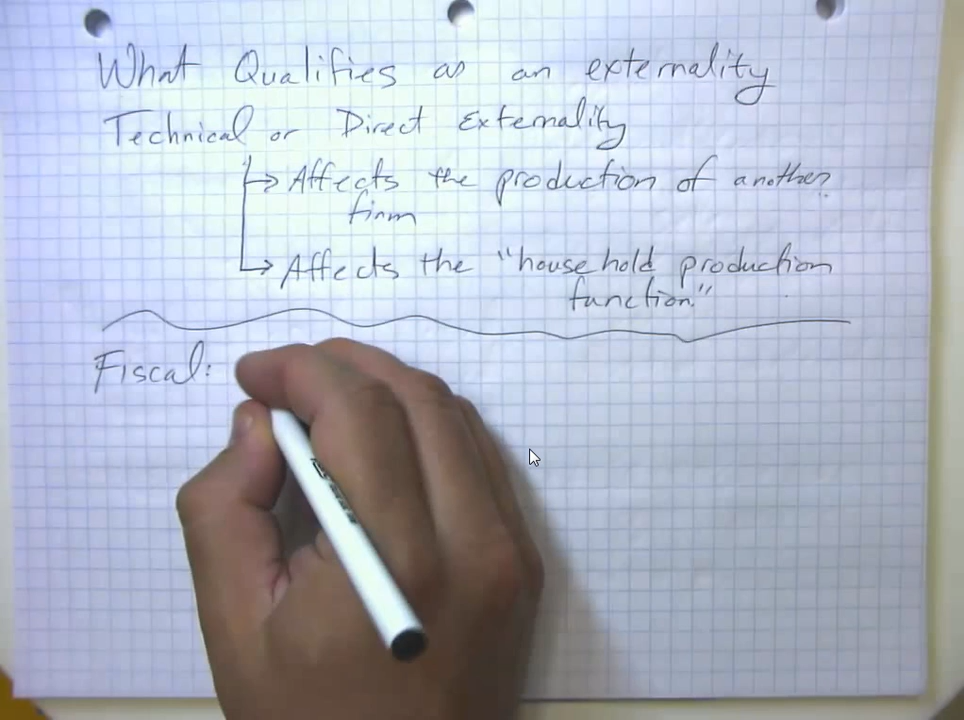 What Qualifies as an externality
Technical or Direct Externality
→ Affects the production of another
firm
→ Affects the "household production
function"
Fiscal: